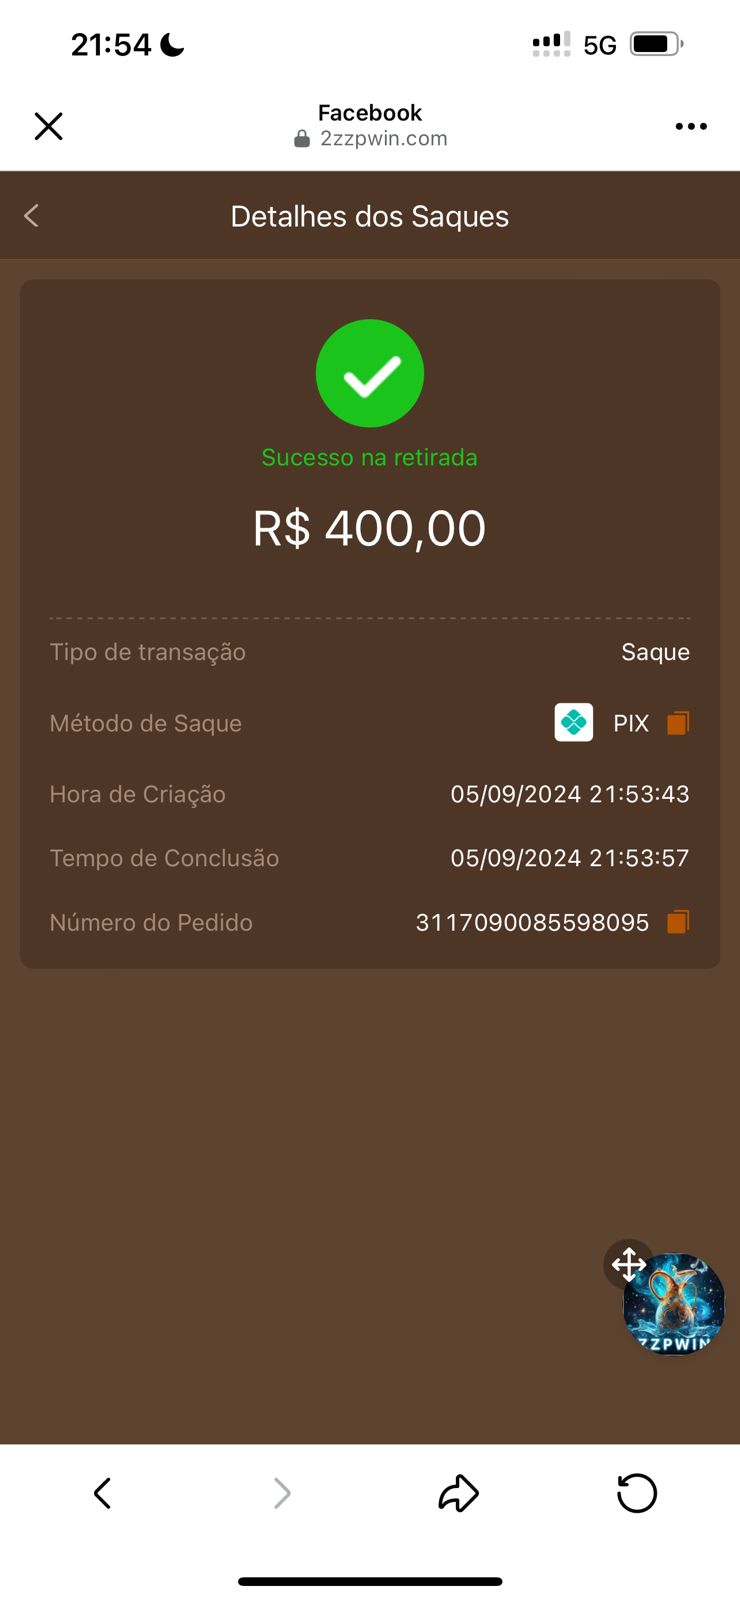 21:54
5G
Facebook
2zzpwin.com
Detalhes dos Saques
Sucesso na retirada
R$ 400,00
Tipo de transação Saque
Método de Saque PIX
Hora de Criação 05/09/2024 21:53:43
Tempo de Conclusão 05/09/2024 21:53:57
Número do Pedido 3117090085598095
ZZPWIN